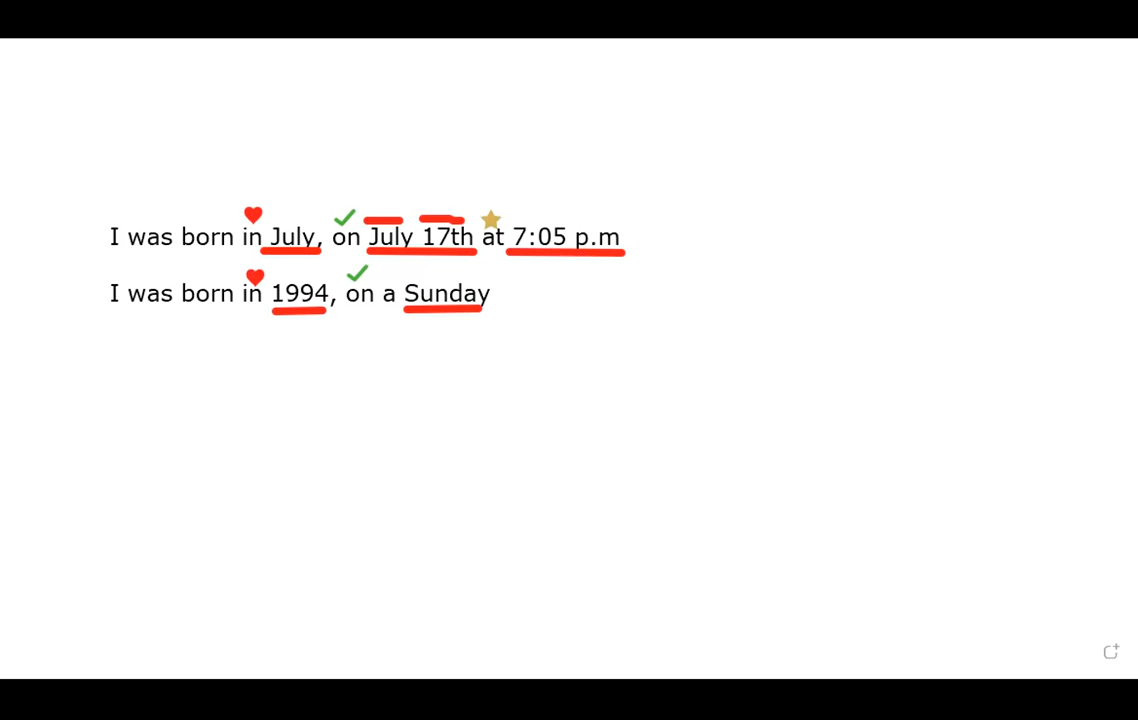 I was born in July, on July 17th at 7:05 p.m
I was born in 1994, on a Sunday